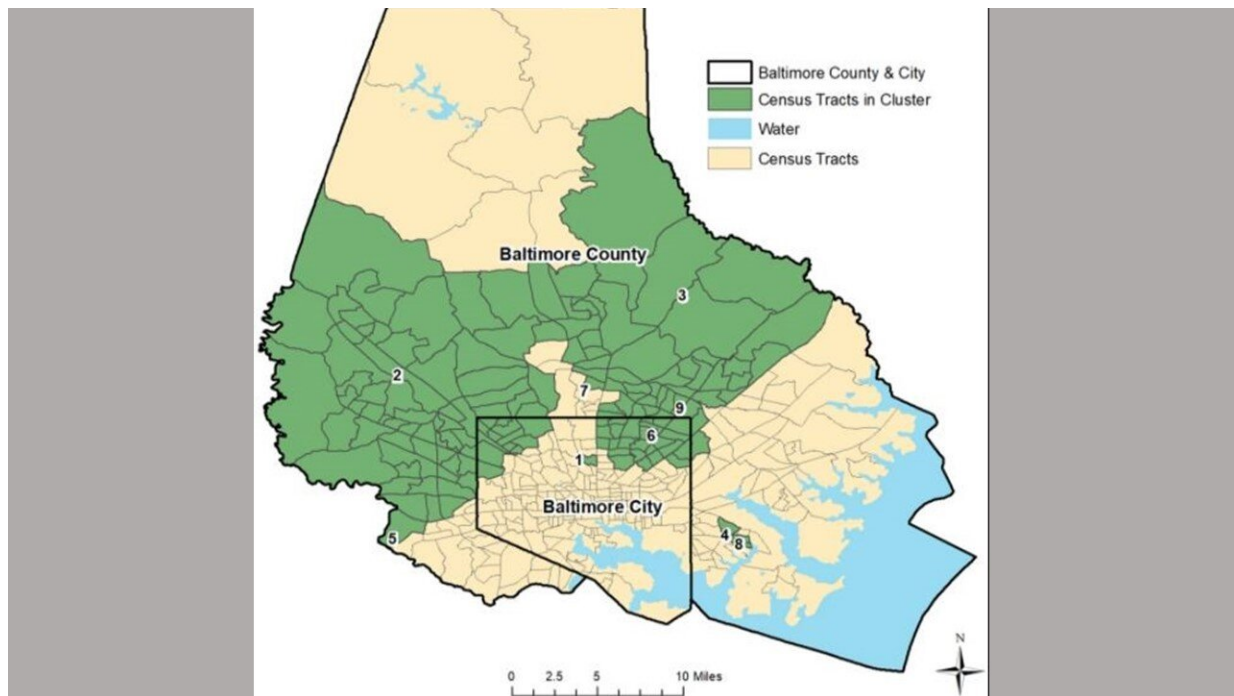 Baltimore County & City
Census Tracts in Cluster
Water
Census Tracts
Baltimore County
3
2
7
9
6
1
Baltimore City
5
4
8
N
0 2.5 5 10 Miles